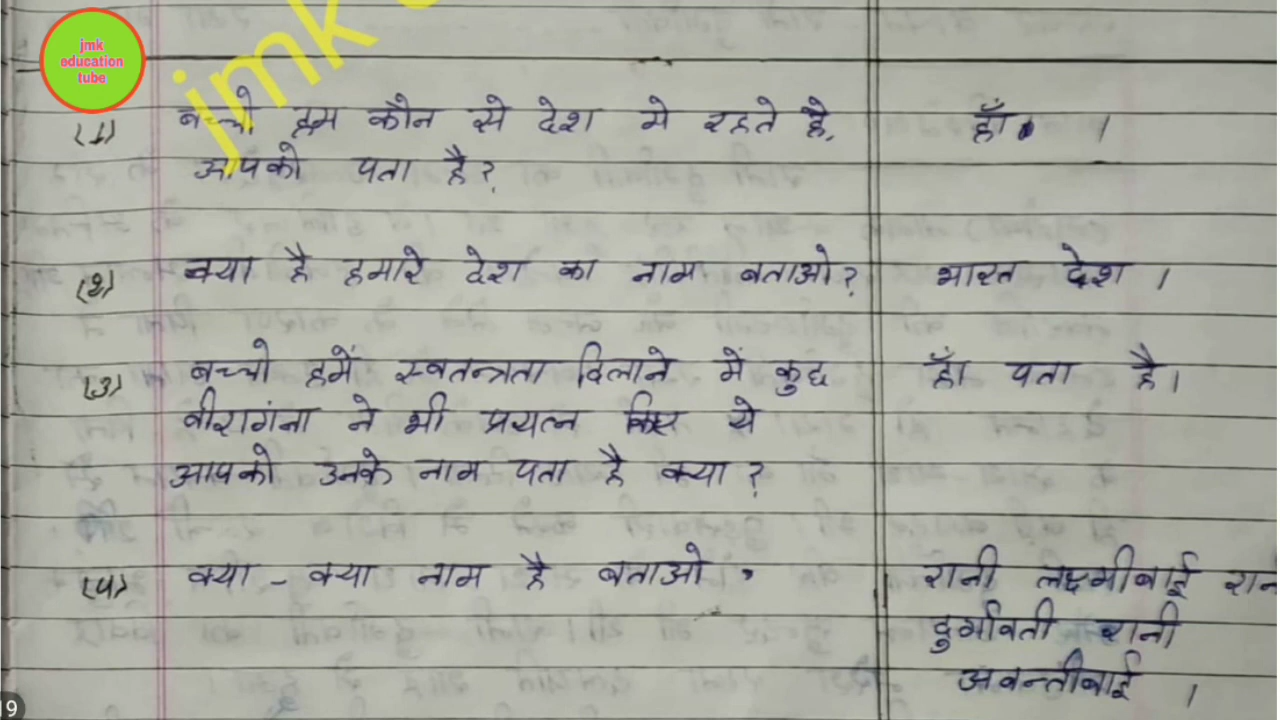 jmk
education
tube
jmk
(1) बच्चो हम कौन से देश मे रहते है, हाँ ।
आपको पता है?
(2) क्या है हमारे देश का नाम बताओ? भारत देश ।
(3) बच्चो हमें स्वतन्त्रता दिलाने में कुछ हाँ पता है।
वीरागंना ने भी प्रयत्न किए थे
आपको उनके नाम पता है क्या?
(4) क्या - क्या नाम है बताओ ? रानी लक्ष्मीबाई
दुर्गावती रानी
अवन्तीबाई ।
19